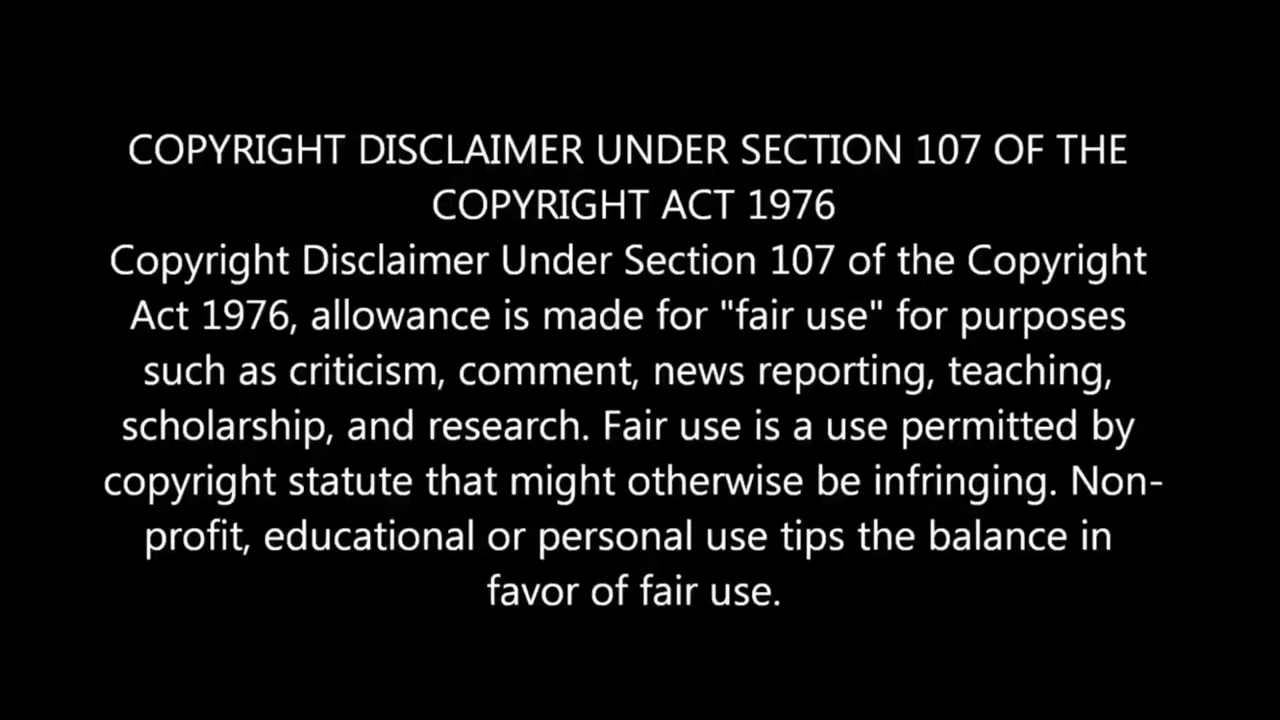 COPYRIGHT DISCLAIMER UNDER SECTION 107 OF THE
COPYRIGHT ACT 1976
Copyright Disclaimer Under Section 107 of the Copyright
Act 1976, allowance is made for "fair use" for purposes
such as criticism, comment, news reporting, teaching,
scholarship, and research. Fair use is a use permitted by
copyright statute that might otherwise be infringing. Non-
profit, educational or personal use tips the balance in
favor of fair use.